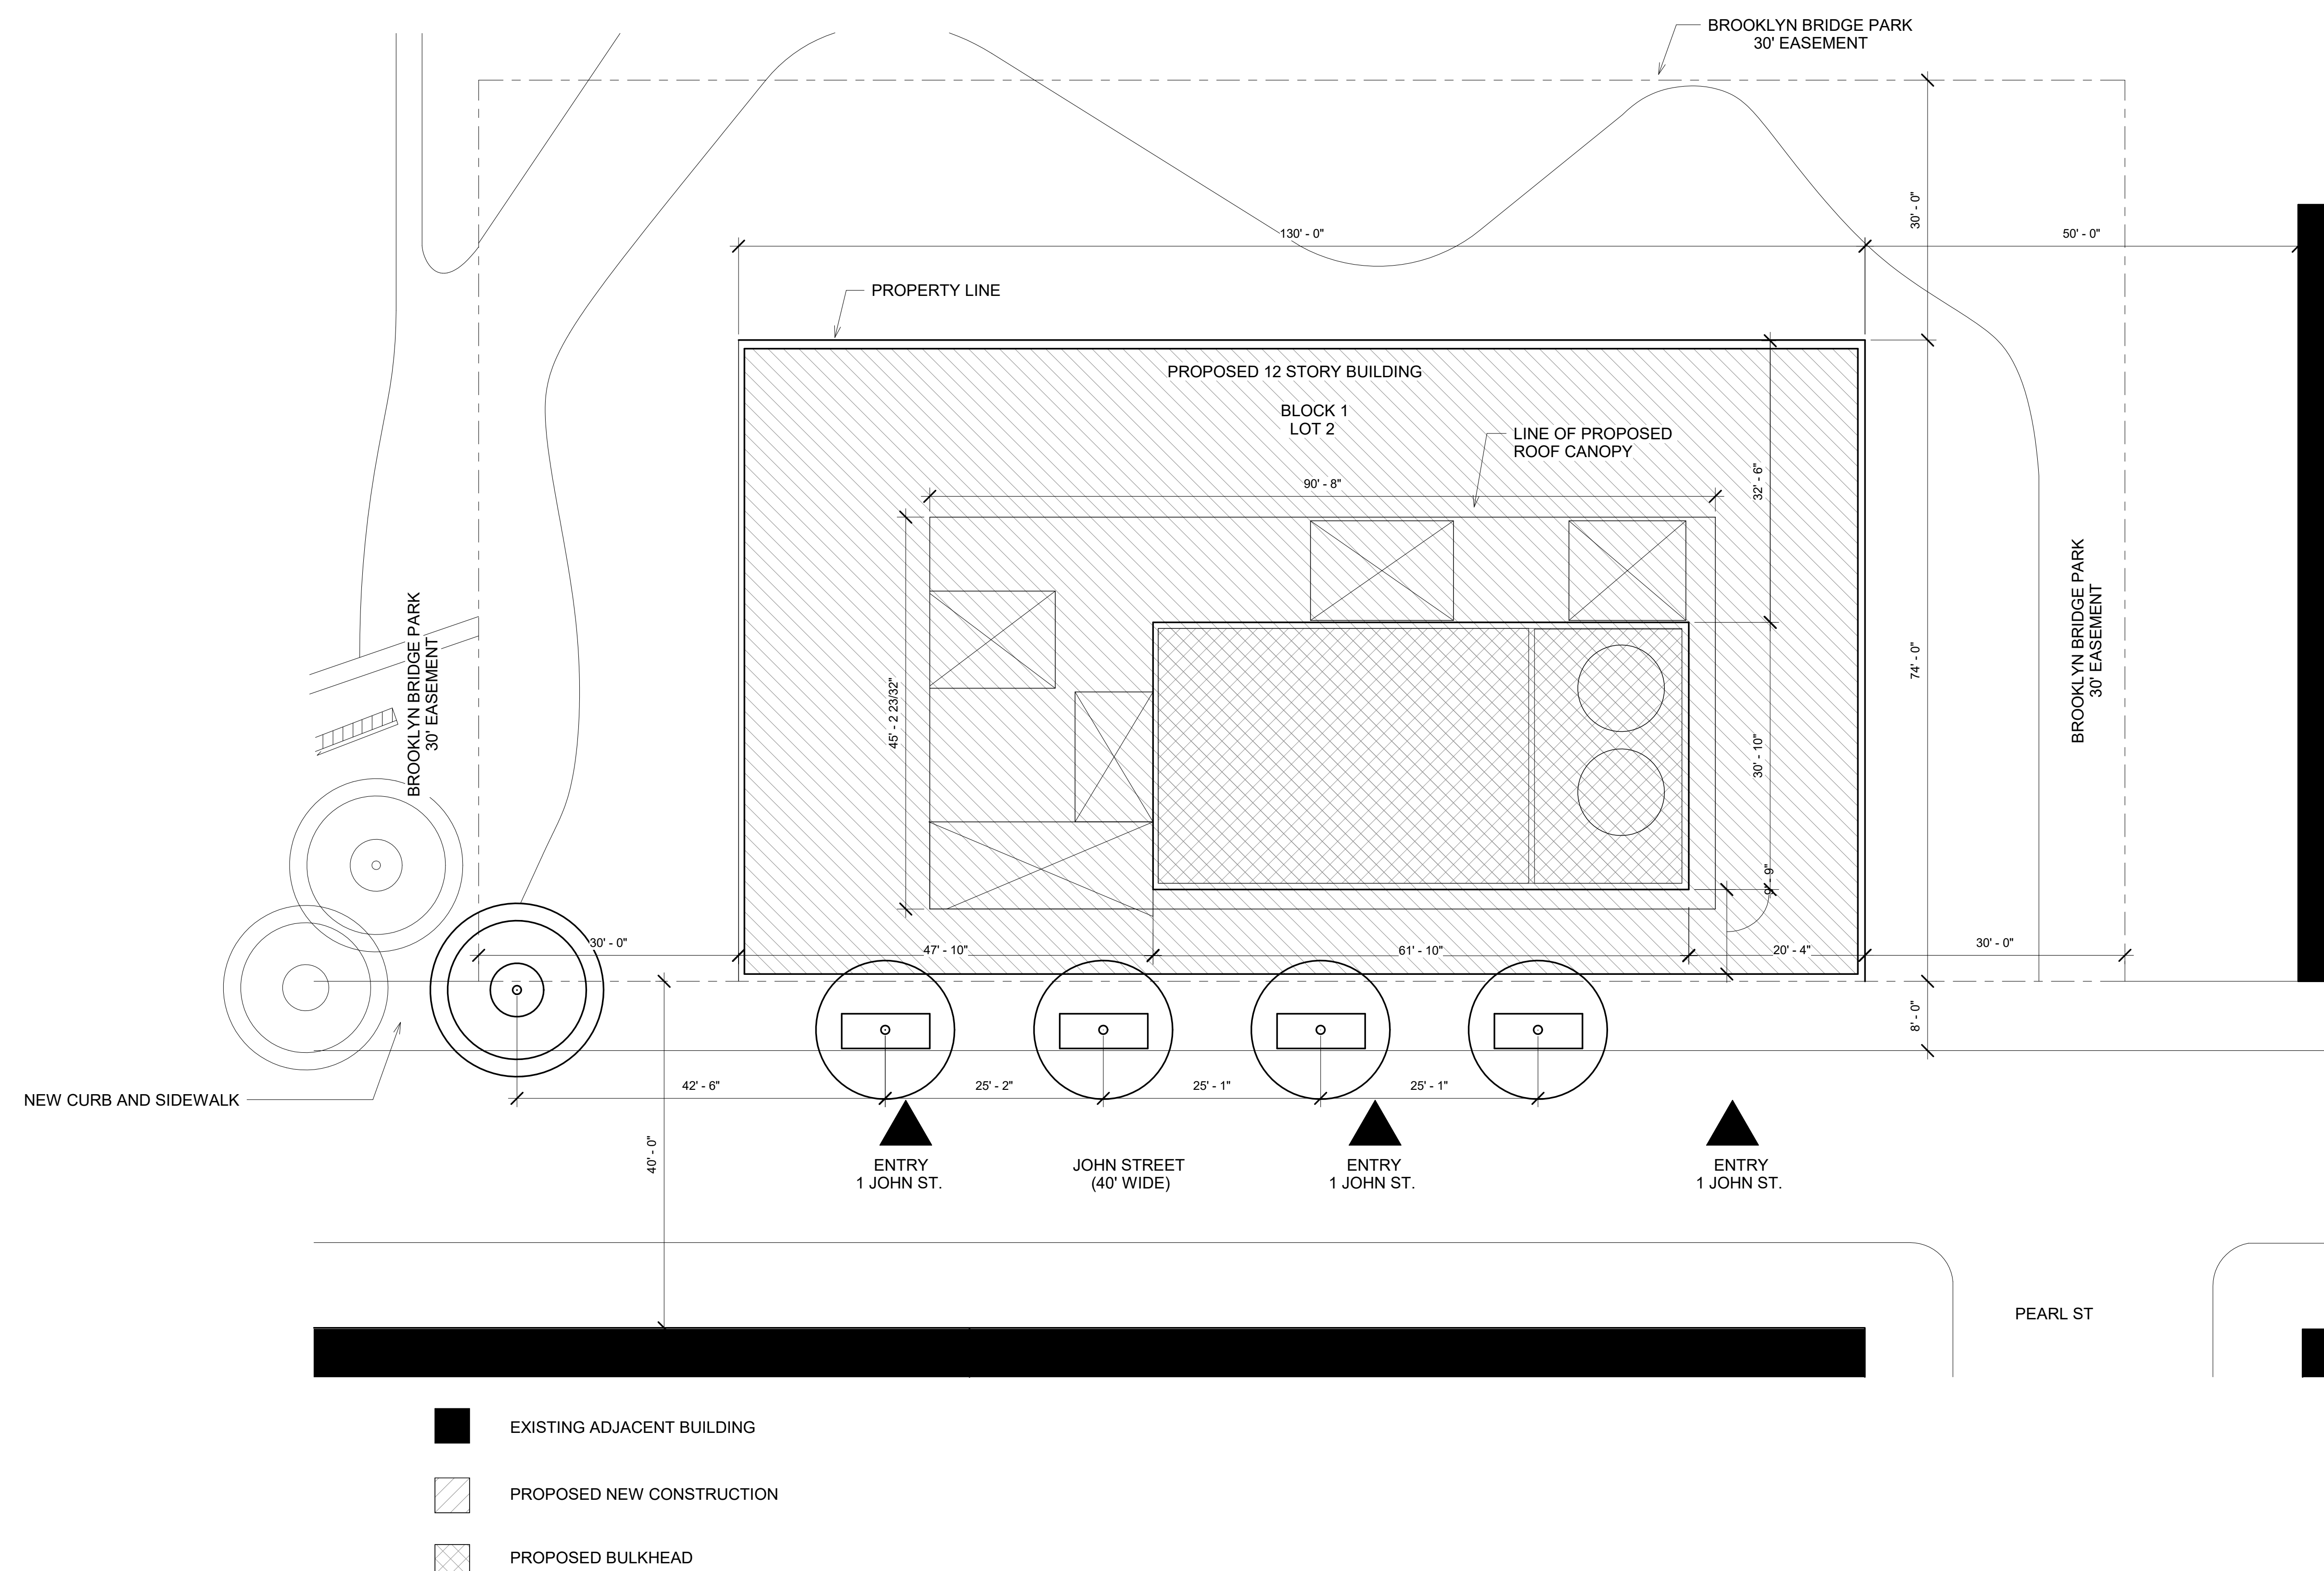 BROOKLYN BRIDGE PARK
30' EASEMENT
30' - 0"
130' - 0"
50' - 0"
PROPERTY LINE
PROPOSED 12 STORY BUILDING
BLOCK 1
LOT 2
LINE OF PROPOSED
ROOF CANOPY
90' - 8"
32' - 6"
BROOKLYN BRIDGE PARK
30' EASEMENT
45' - 2 23/32"
30' - 10"
74' - 0"
BROOKLYN BRIDGE PARK
30' EASEMENT
9' - 9"
30' - 0"
47' - 10"
61' - 10"
20' - 4"
30' - 0"
8' - 0"
42' - 6"
25' - 2"
25' - 1"
25' - 1"
NEW CURB AND SIDEWALK
40' - 0"
ENTRY
1 JOHN ST.
JOHN STREET
(40' WIDE)
ENTRY
1 JOHN ST.
ENTRY
1 JOHN ST.
PEARL ST
EXISTING ADJACENT BUILDING
PROPOSED NEW CONSTRUCTION
PROPOSED BULKHEAD